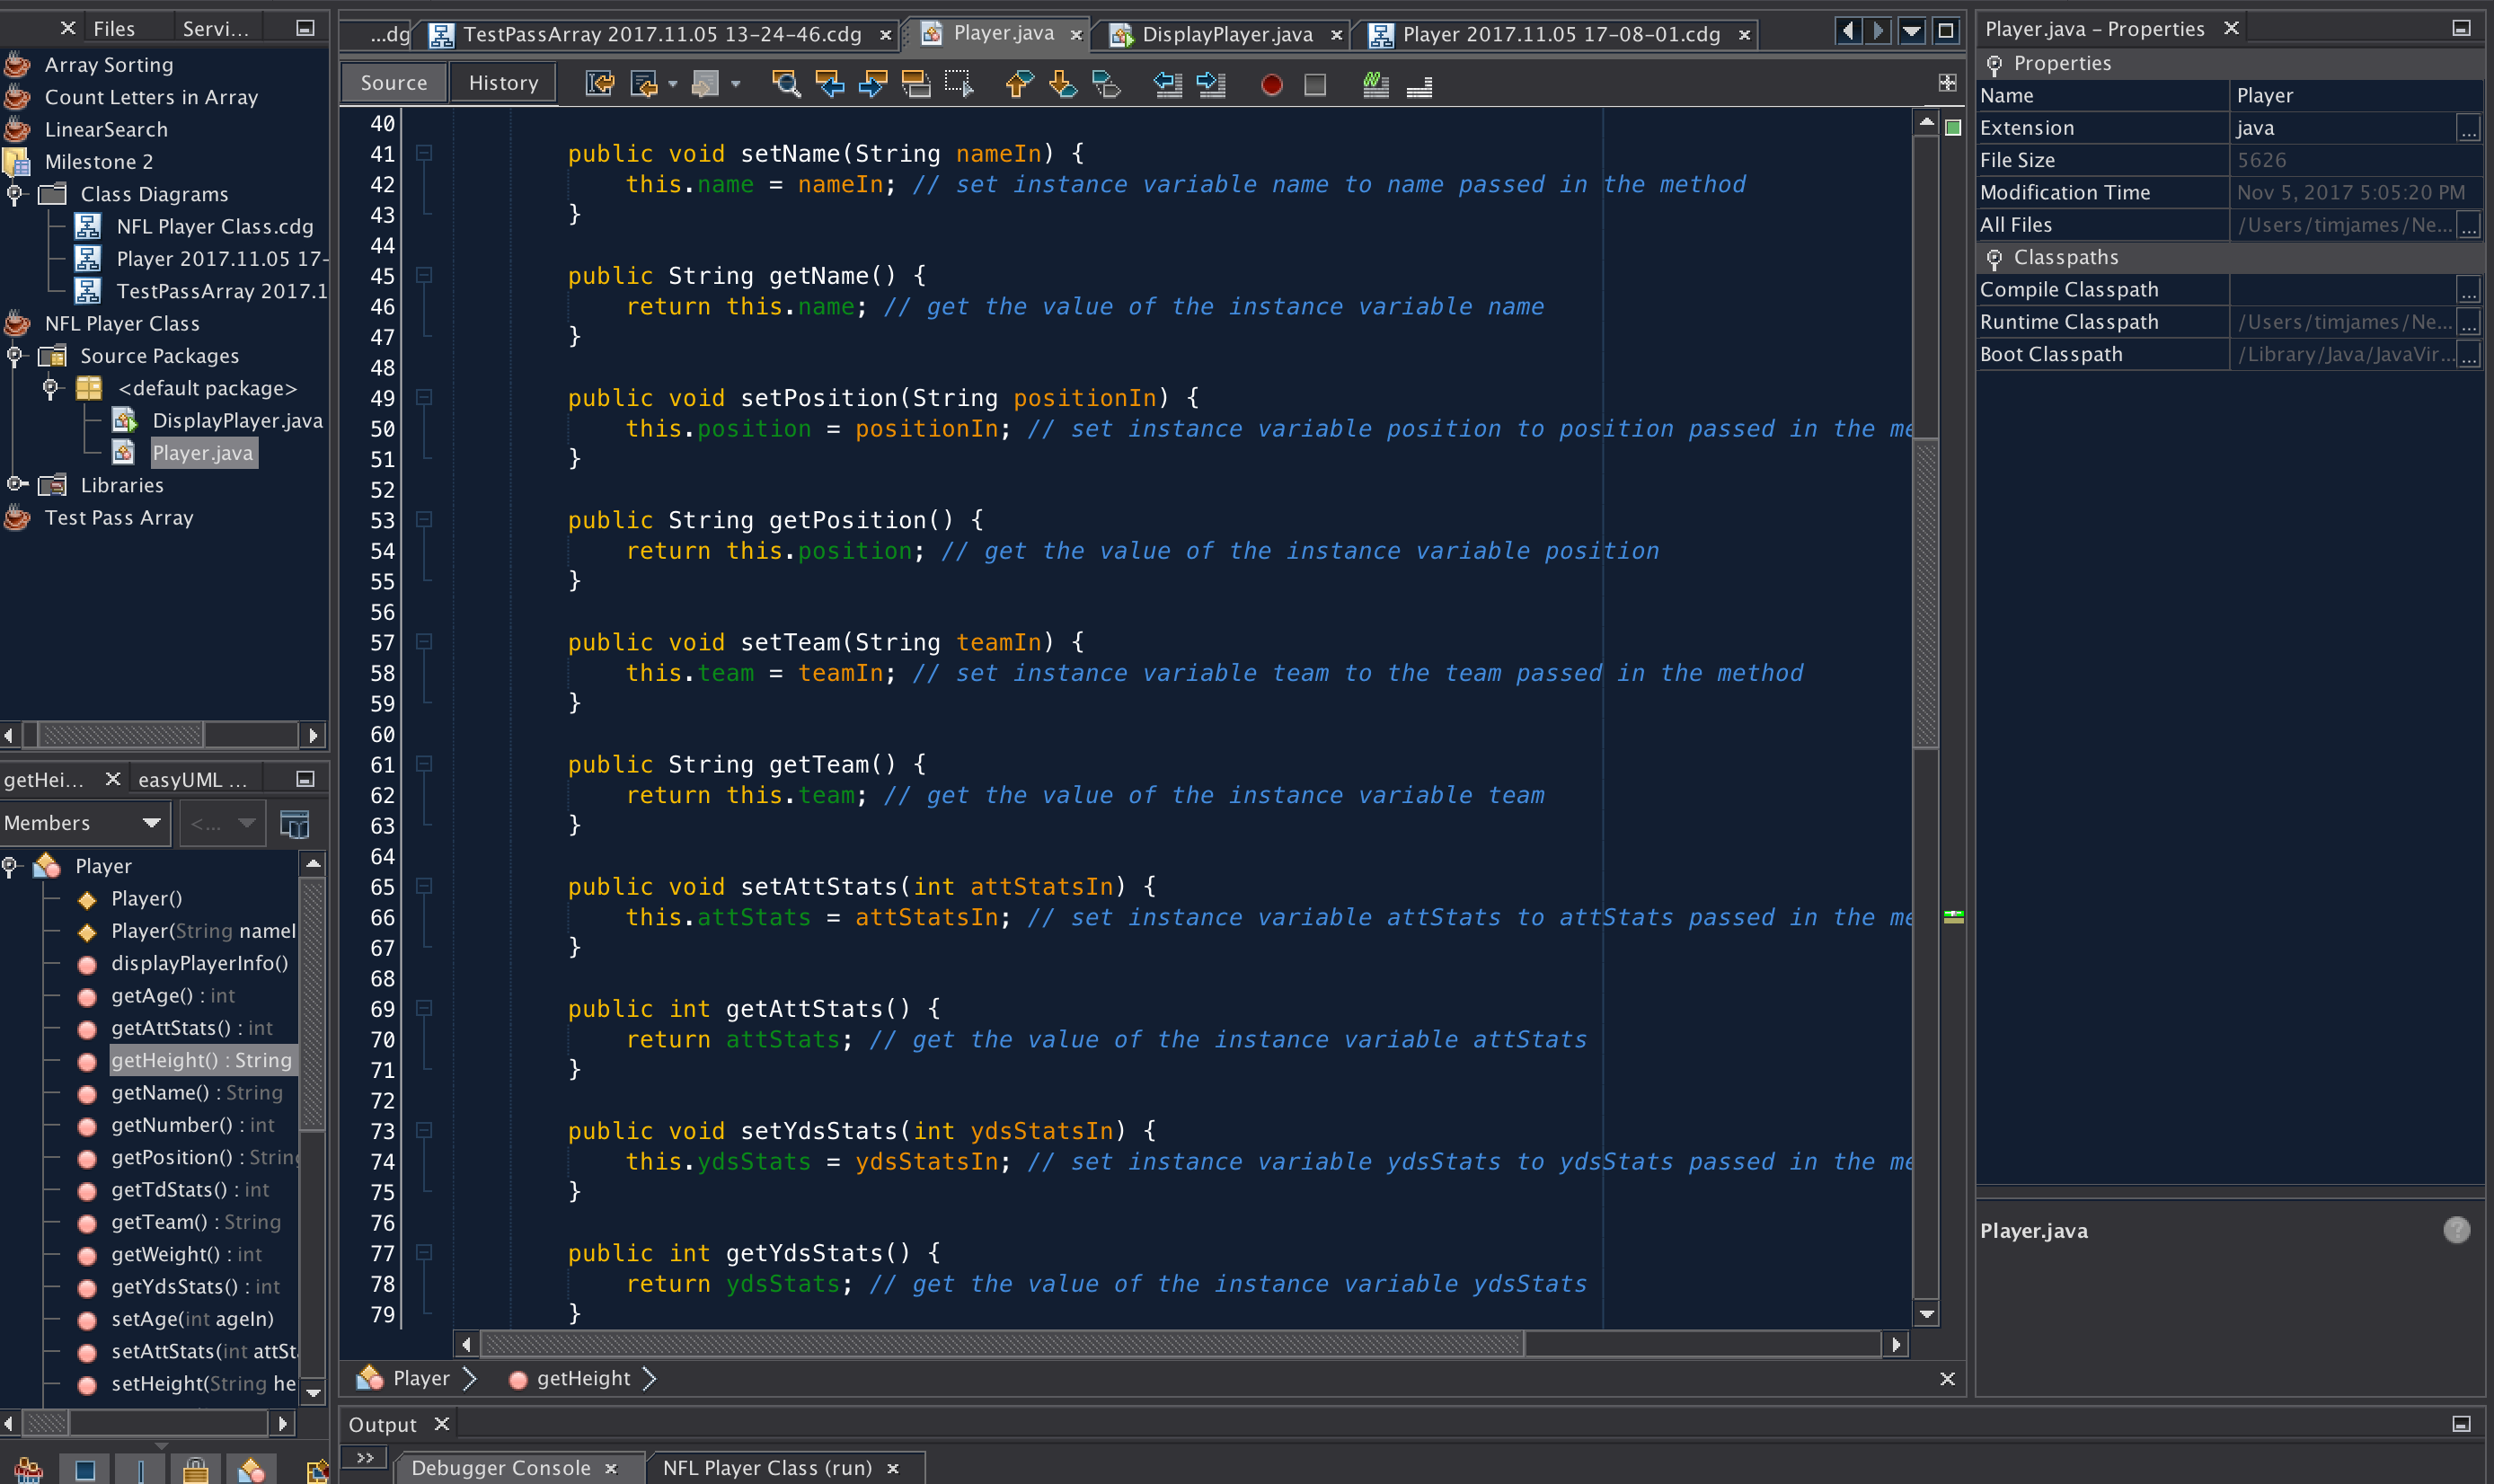 Files
Servi...
Array Sorting
Count Letters in Array
LinearSearch
Milestone 2
Class Diagrams
NFL Player Class.cdg
Player 2017.11.05 17-
TestPassArray 2017.1
NFL Player Class
Source Packages
<default package>
DisplayPlayer.java
Player.java
Libraries
Test Pass Array
getHei...
easyUML ...
Members
<...
Player
Player()
Player(String nameI
displayPlayerInfo()
getAge() : int
getAttStats() : int
getHeight() : String
getName() : String
getNumber() : int
getPosition() : String
getTdStats() : int
getTeam() : String
getWeight() : int
getYdsStats() : int
setAge(int ageIn)
setAttStats(int attSta
setHeight(String he
...dg
TestPassArray 2017.11.05 13-24-46.cdg
Player.java
DisplayPlayer.java
Player 2017.11.05 17-08-01.cdg
Source
History
40
41 public void setName(String nameIn) {
42 this.name = nameIn; // set instance variable name to name passed in the method
43 }
44
45 public String getName() {
46 return this.name; // get the value of the instance variable name
47 }
48
49 public void setPosition(String positionIn) {
50 this.position = positionIn; // set instance variable position to position passed in the me
51 }
52
53 public String getPosition() {
54 return this.position; // get the value of the instance variable position
55 }
56
57 public void setTeam(String teamIn) {
58 this.team = teamIn; // set instance variable team to the team passed in the method
59 }
60
61 public String getTeam() {
62 return this.team; // get the value of the instance variable team
63 }
64
65 public void setAttStats(int attStatsIn) {
66 this.attStats = attStatsIn; // set instance variable attStats to attStats passed in the me
67 }
68
69 public int getAttStats() {
70 return attStats; // get the value of the instance variable attStats
71 }
72
73 public void setYdsStats(int ydsStatsIn) {
74 this.ydsStats = ydsStatsIn; // set instance variable ydsStats to ydsStats passed in the me
75 }
76
77 public int getYdsStats() {
78 return ydsStats; // get the value of the instance variable ydsStats
79 }
Player
getHeight
Output
>>
Debugger Console
NFL Player Class (run)
Player.java – Properties
Properties
Name Player
Extension java ...
File Size 5626
Modification Time Nov 5, 2017 5:05:20 PM
All Files /Users/timjames/Ne... ...
Classpaths
Compile Classpath ...
Runtime Classpath /Users/timjames/Ne... ...
Boot Classpath /Library/Java/JavaVir... ...
Player.java
?